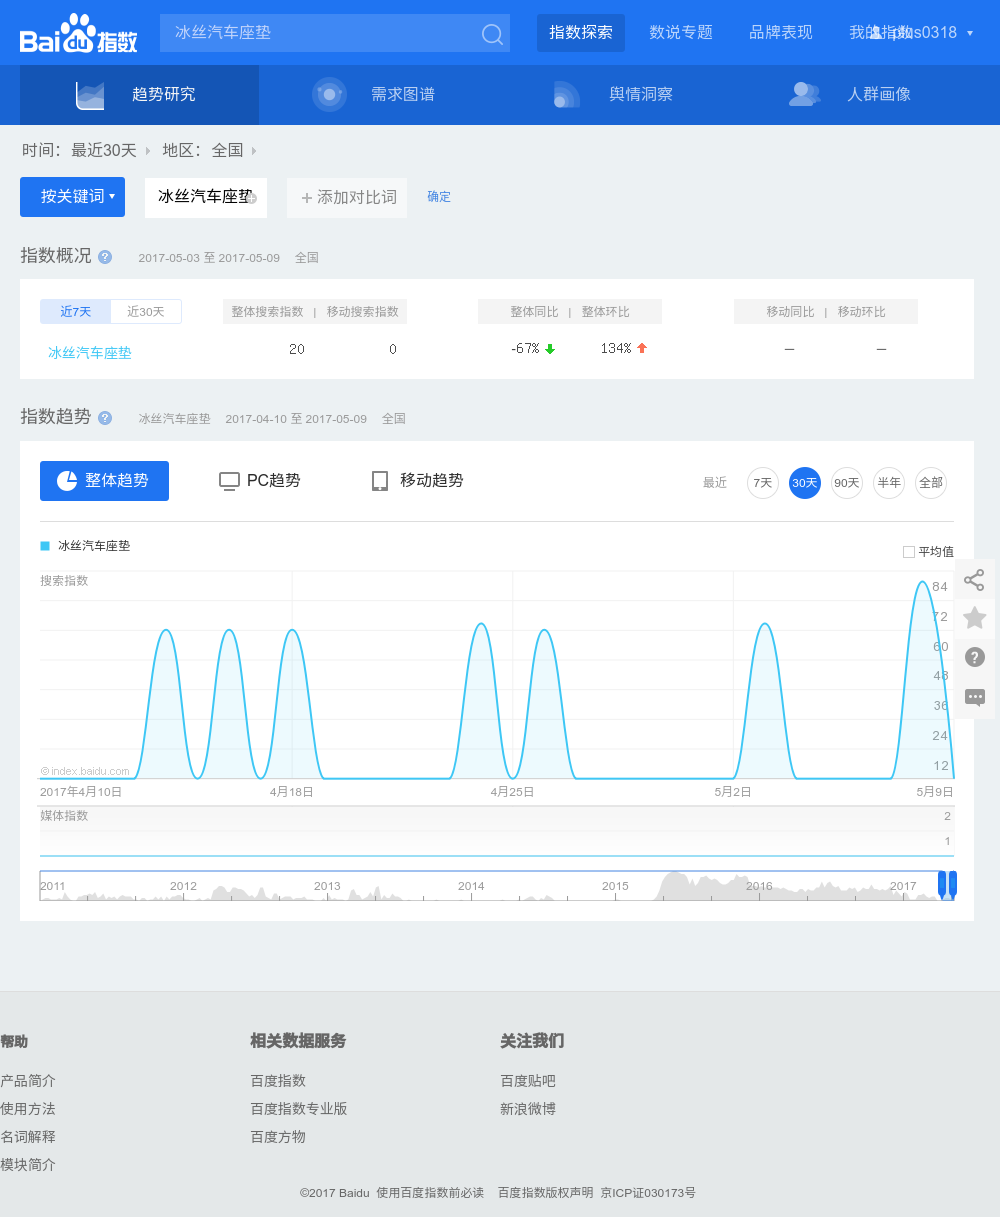 Bai du 指数
冰丝汽车座垫
指数探索 数说专题 品牌表现 我的指数 plus0318
趋势研究 需求图谱 舆情洞察 人群画像
时间: 最近30天 地区: 全国
按关键词 冰丝汽车座垫 + 添加对比词 确定
指数概况 ? 2017-05-03 至 2017-05-09 全国
近7天 近30天 整体搜索指数 | 移动搜索指数 整体同比 | 整体环比 移动同比 | 移动环比
冰丝汽车座垫 20 0 -67% 134% — —
指数趋势 ? 冰丝汽车座垫 2017-04-10 至 2017-05-09 全国
整体趋势 PC趋势 移动趋势 最近 7天 30天 90天 半年 全部
冰丝汽车座垫
平均值
搜索指数
84
72
60
48
36
24
12
©index.baidu.com
2017年4月10日 4月18日 4月25日 5月2日 5月9日
媒体指数 2
1
2011 2012 2013 2014 2015 2016 2017
帮助 相关数据服务 关注我们
产品简介 百度指数 百度贴吧
使用方法 百度指数专业版 新浪微博
名词解释 百度方物
模块简介
©2017 Baidu 使用百度指数前必读 百度指数版权声明 京ICP证030173号